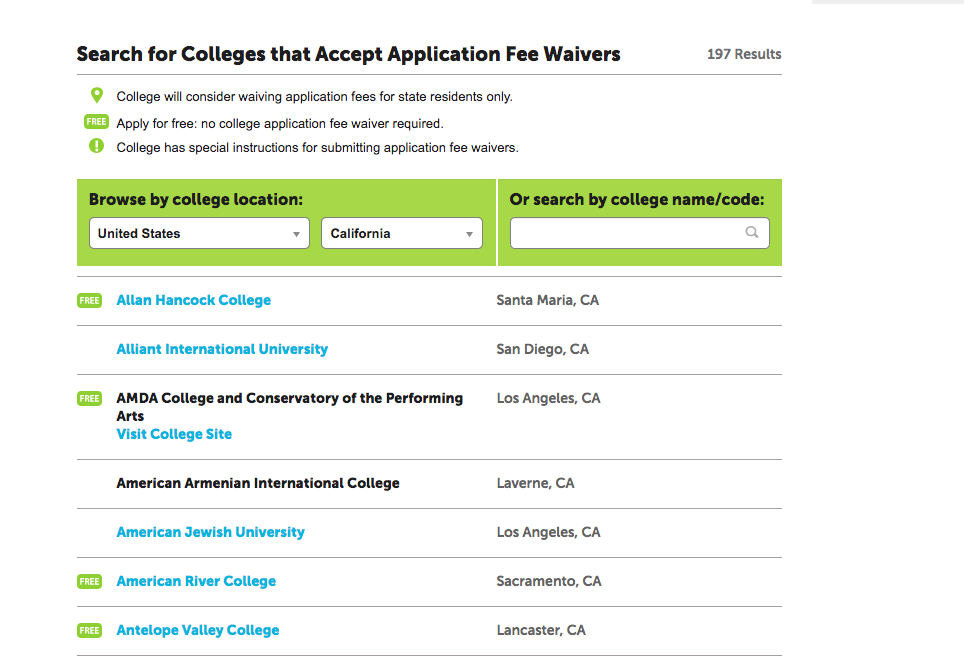 Search for Colleges that Accept Application Fee Waivers 197 Results
College will consider waiving application fees for state residents only.
FREE Apply for free: no college application fee waiver required.
! College has special instructions for submitting application fee waivers.
Browse by college location: Or search by college name/code:
United States California
FREE Allan Hancock College Santa Maria, CA
Alliant International University San Diego, CA
FREE AMDA College and Conservatory of the Performing Los Angeles, CA
Arts
Visit College Site
American Armenian International College Laverne, CA
American Jewish University Los Angeles, CA
FREE American River College Sacramento, CA
FREE Antelope Valley College Lancaster, CA